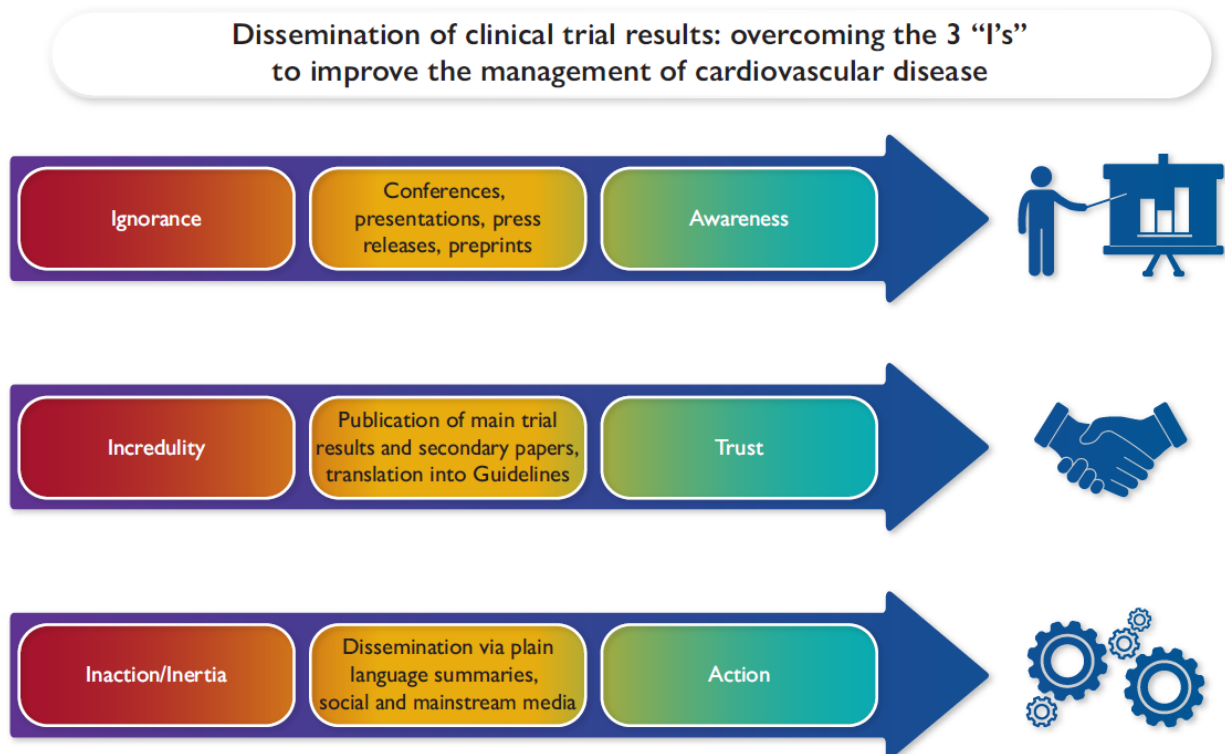 Dissemination of clinical trial results: overcoming the 3 “I’s”
to improve the management of cardiovascular disease
Ignorance
Conferences,
presentations, press
releases, preprints
Awareness
Incredulity
Publication of main trial
results and secondary papers,
translation into Guidelines
Trust
Inaction/Inertia
Dissemination via plain
language summaries,
social and mainstream media
Action